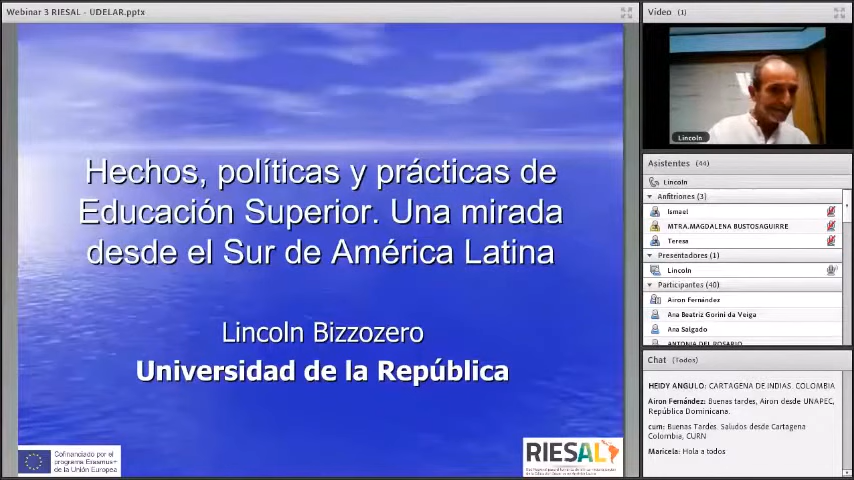 Webinar 3 RIESAL - UDELAR.pptx
Hechos, políticas y prácticas de
Educación Superior. Una mirada
desde el Sur de América Latina
Lincoln Bizzozero
Universidad de la República
Cofinanciado por el
programa Erasmus+
de la Unión Europea
RIESAL
Vídeo (1)
Lincoln
Asistentes (44)
Lincoln
Anfitriones (3)
Ismael
MTRA.MAGDALENA BUSTOSAGUIRRE
Teresa
Presentadores (1)
Lincoln
Participantes (40)
Airon Fernández
Ana Beatriz Gorini da Veiga
Ana Salgado
ANTONIA DEL ROSARIO
Chat (Todos)
HEIDY ANGULO: CARTAGENA DE INDIAS. COLOMBIA
Airon Fernández: Buenas tardes, Airon desde UNAPEC,
República Dominicana.
cum: Buenas Tardes. Saludos desde Cartagena
Colombia, CURN
Maricela: Hola a todos